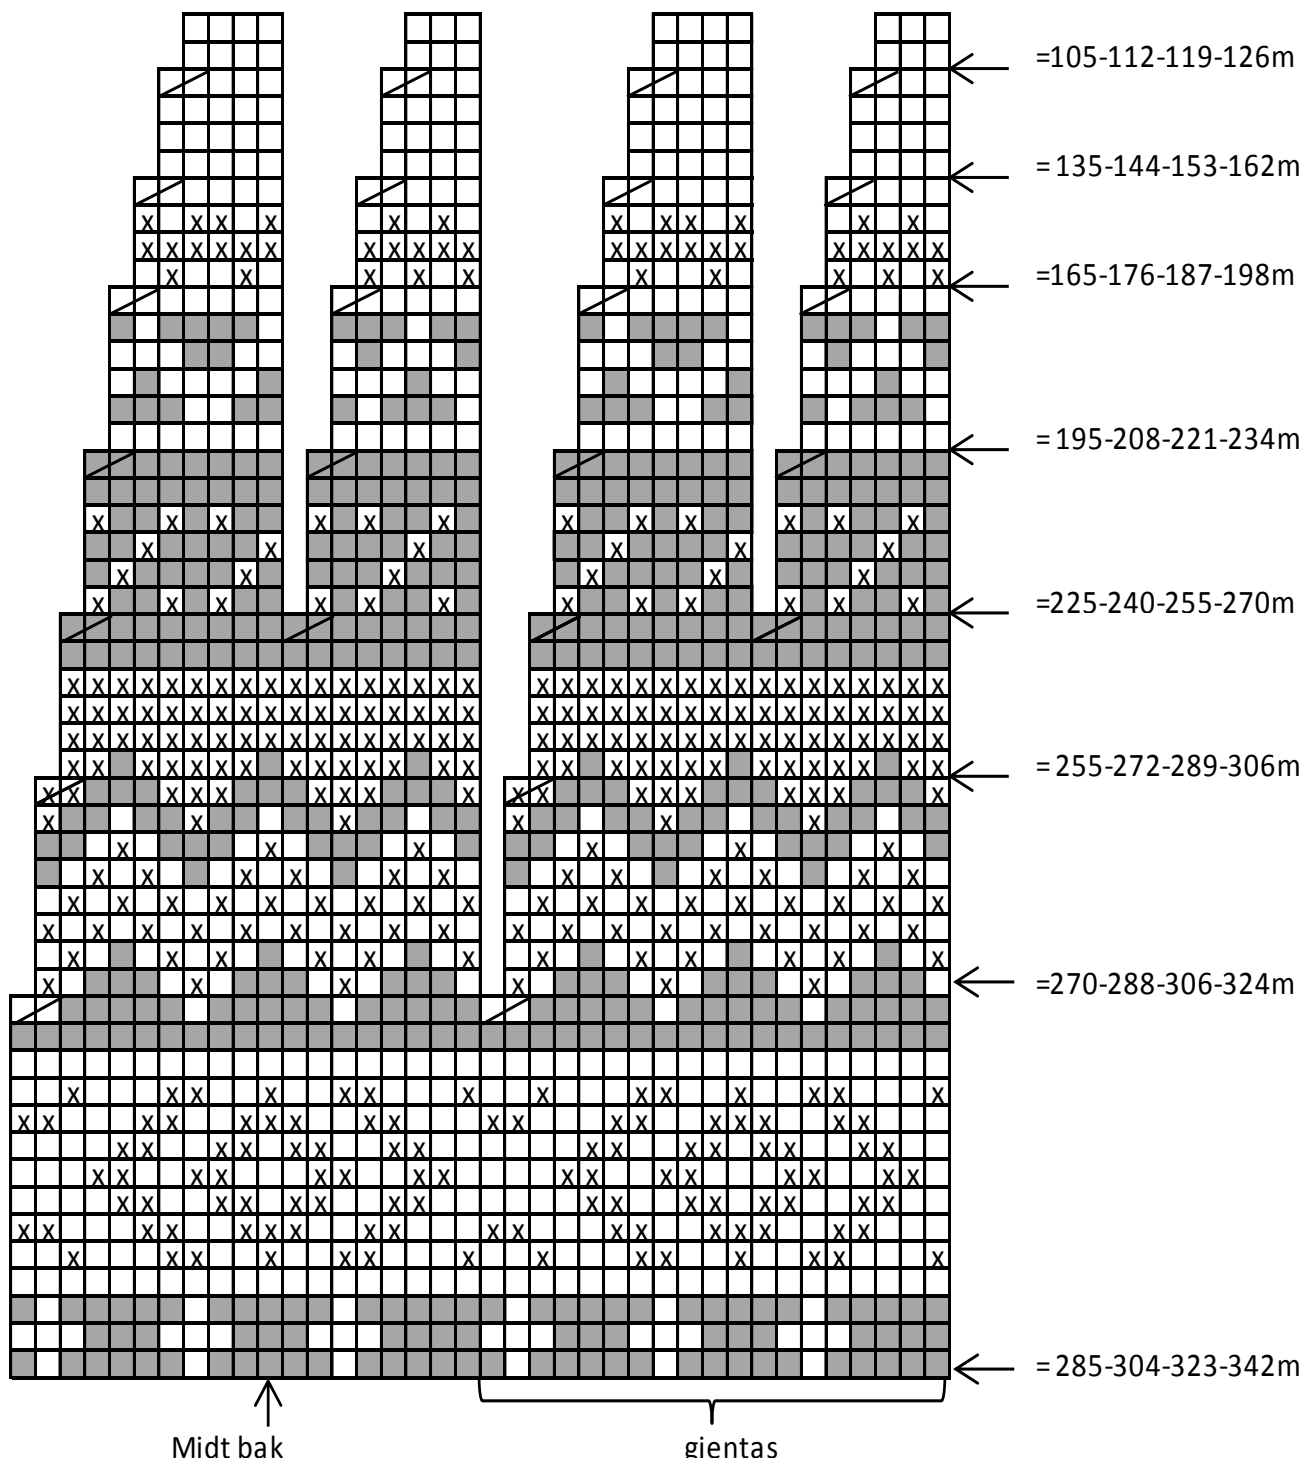 =105-112-119-126m
= 135-144-153-162m
=165-176-187-198m
= 195-208-221-234m
=225-240-255-270m
= 255-272-289-306m
=270-288-306-324m
= 285-304-323-342m
Midt bak
gjentas